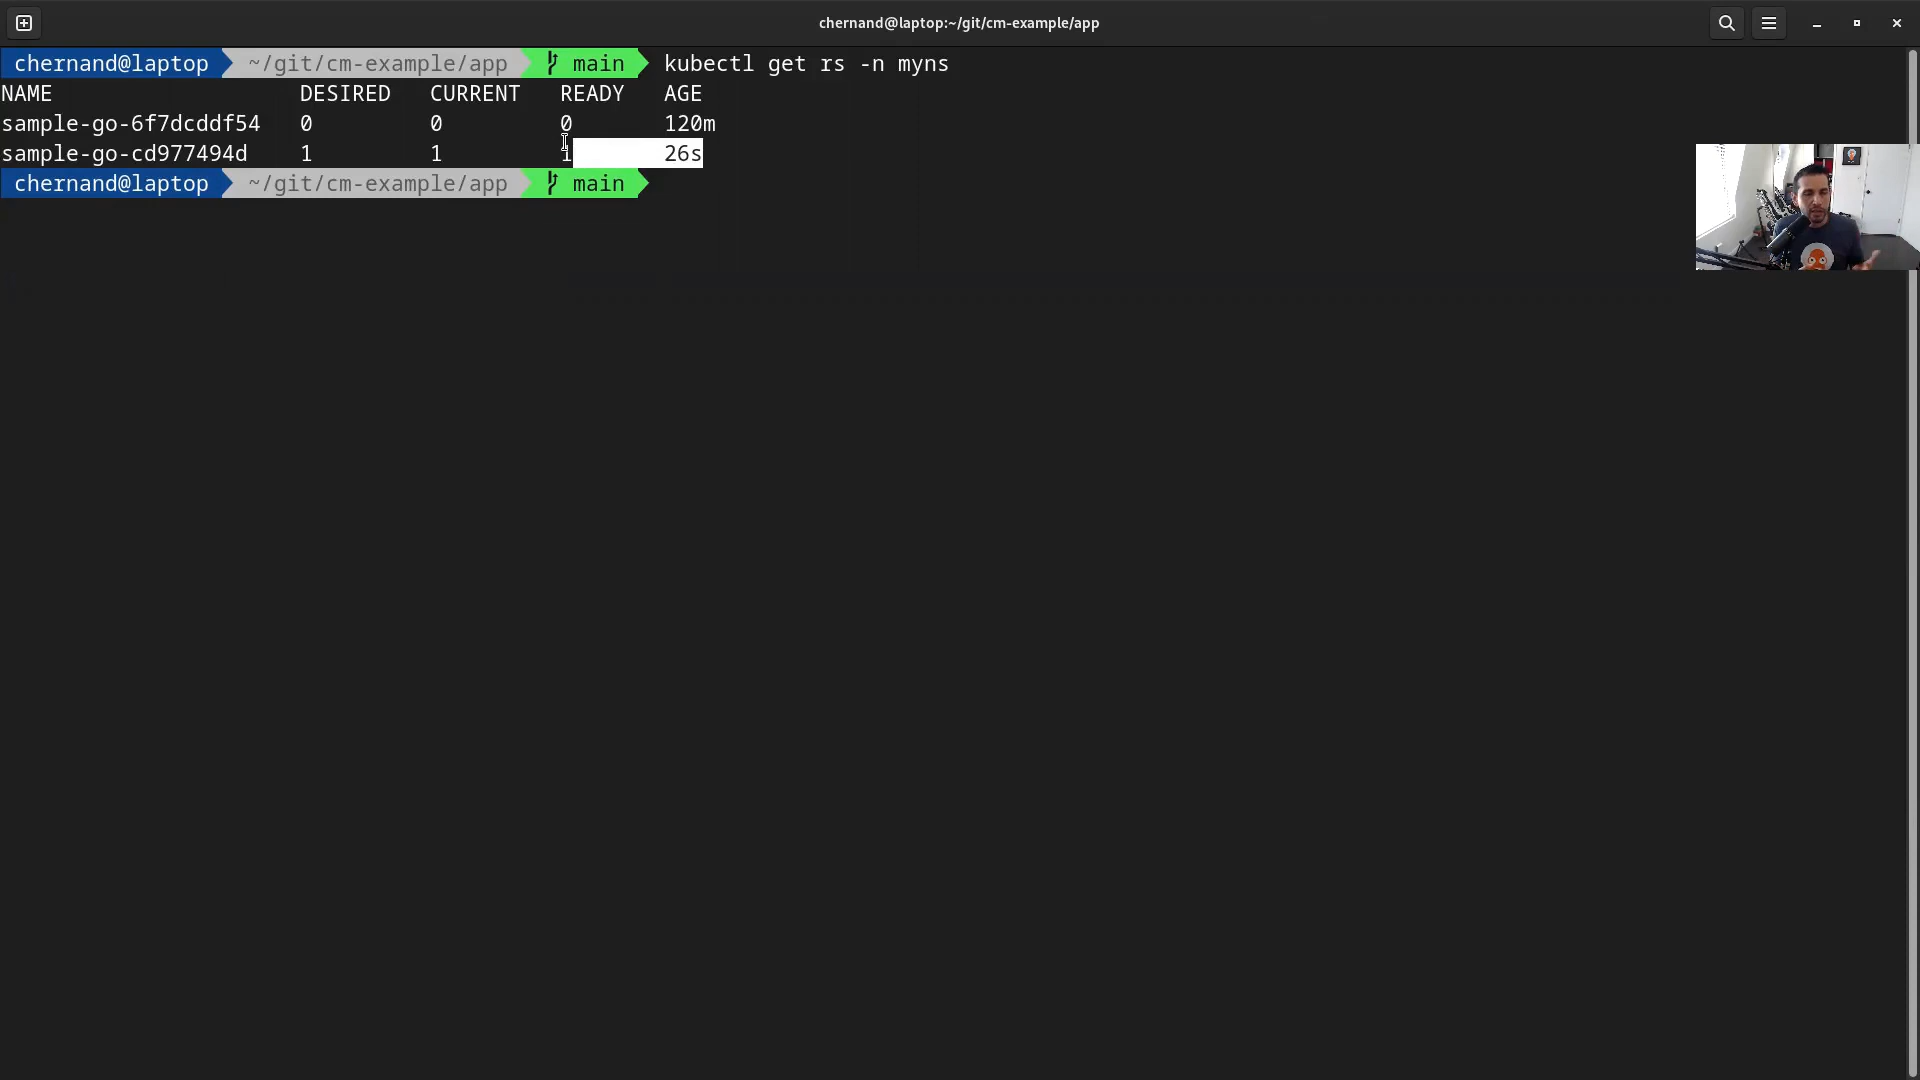 chernand@laptop:~/git/cm-example/app
chernand@laptop ~/git/cm-example/app main kubectl get rs -n myns
NAME DESIRED CURRENT READY AGE
sample-go-6f7dcddf54 0 0 0 120m
sample-go-cd977494d 1 1 1 26s
chernand@laptop ~/git/cm-example/app main